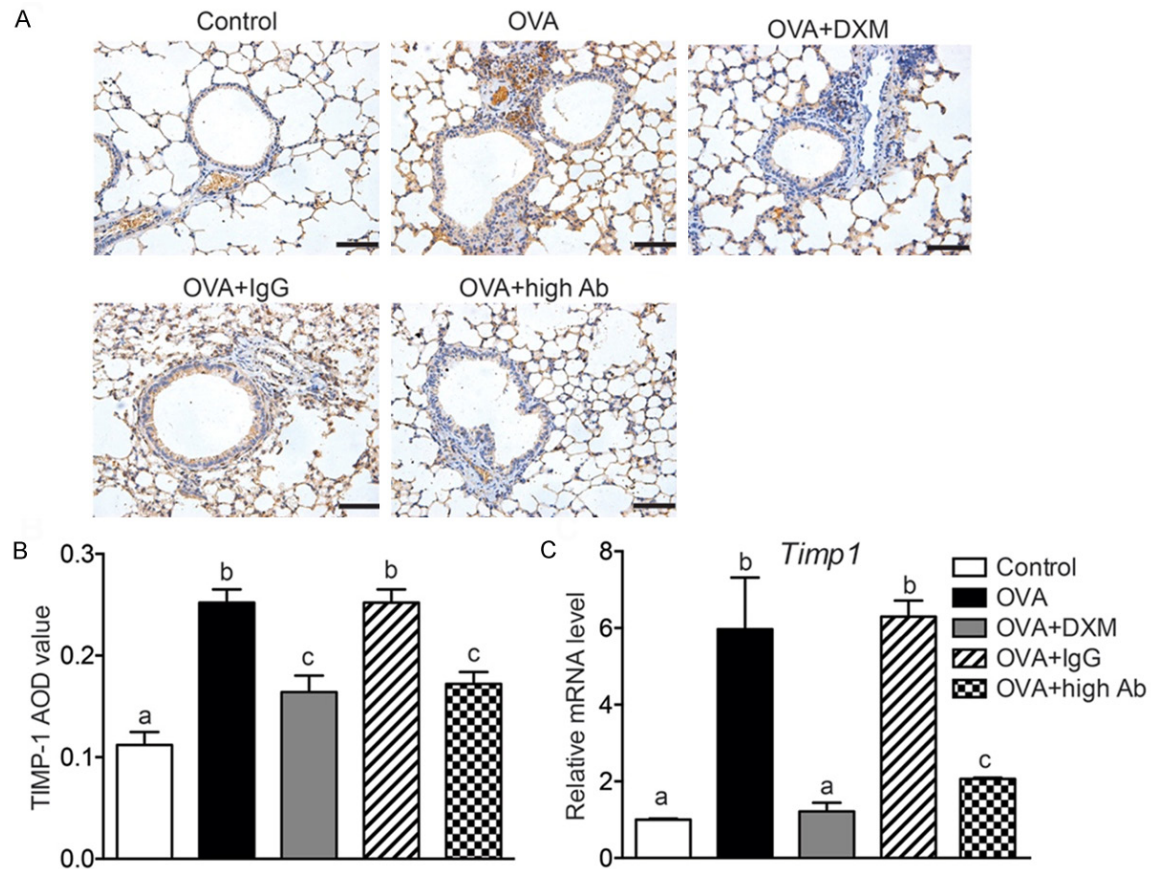 A
Control
OVA
OVA+DXM
OVA+IgG
OVA+high Ab
B
TIMP-1 AOD value
0.3
0.2
0.1
0.0
a
b
c
b
c
C
Timp1
Relative mRNA level
8
6
4
2
0
a
b
a
b
c
Control
OVA
OVA+DXM
OVA+IgG
OVA+high Ab